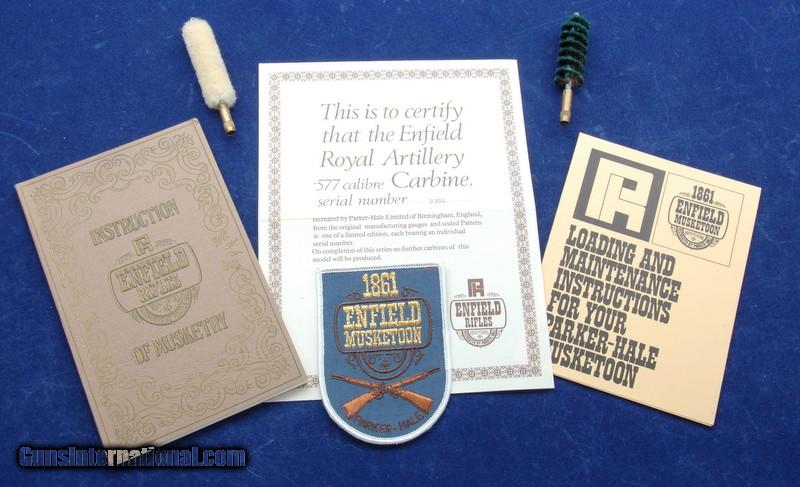 This is to certify
that the Enfield
Royal Artillery
·577 calibre Carbine,
serial number 9304
recreated by Parker-Hale Limited of Birmingham, England,
from the original manufacturing gauges and sealed Pattern
is one of a limited edition, each bearing an individual
serial number.
On completion of this series no further carbines of this
model will be produced.
ENFIELD
RIFLES
INSTRUCTION
ENFIELD
RIFLES
OF MUSKETRY
1861
ENFIELD
MUSKETOON
PARKER-HALE
1861
ENFIELD
MUSKETOON
LOADING AND
MAINTENANCE
INSTRUCTIONS
FOR YOUR
PARKER-HALE
MUSKETOON
GunsInternational.com